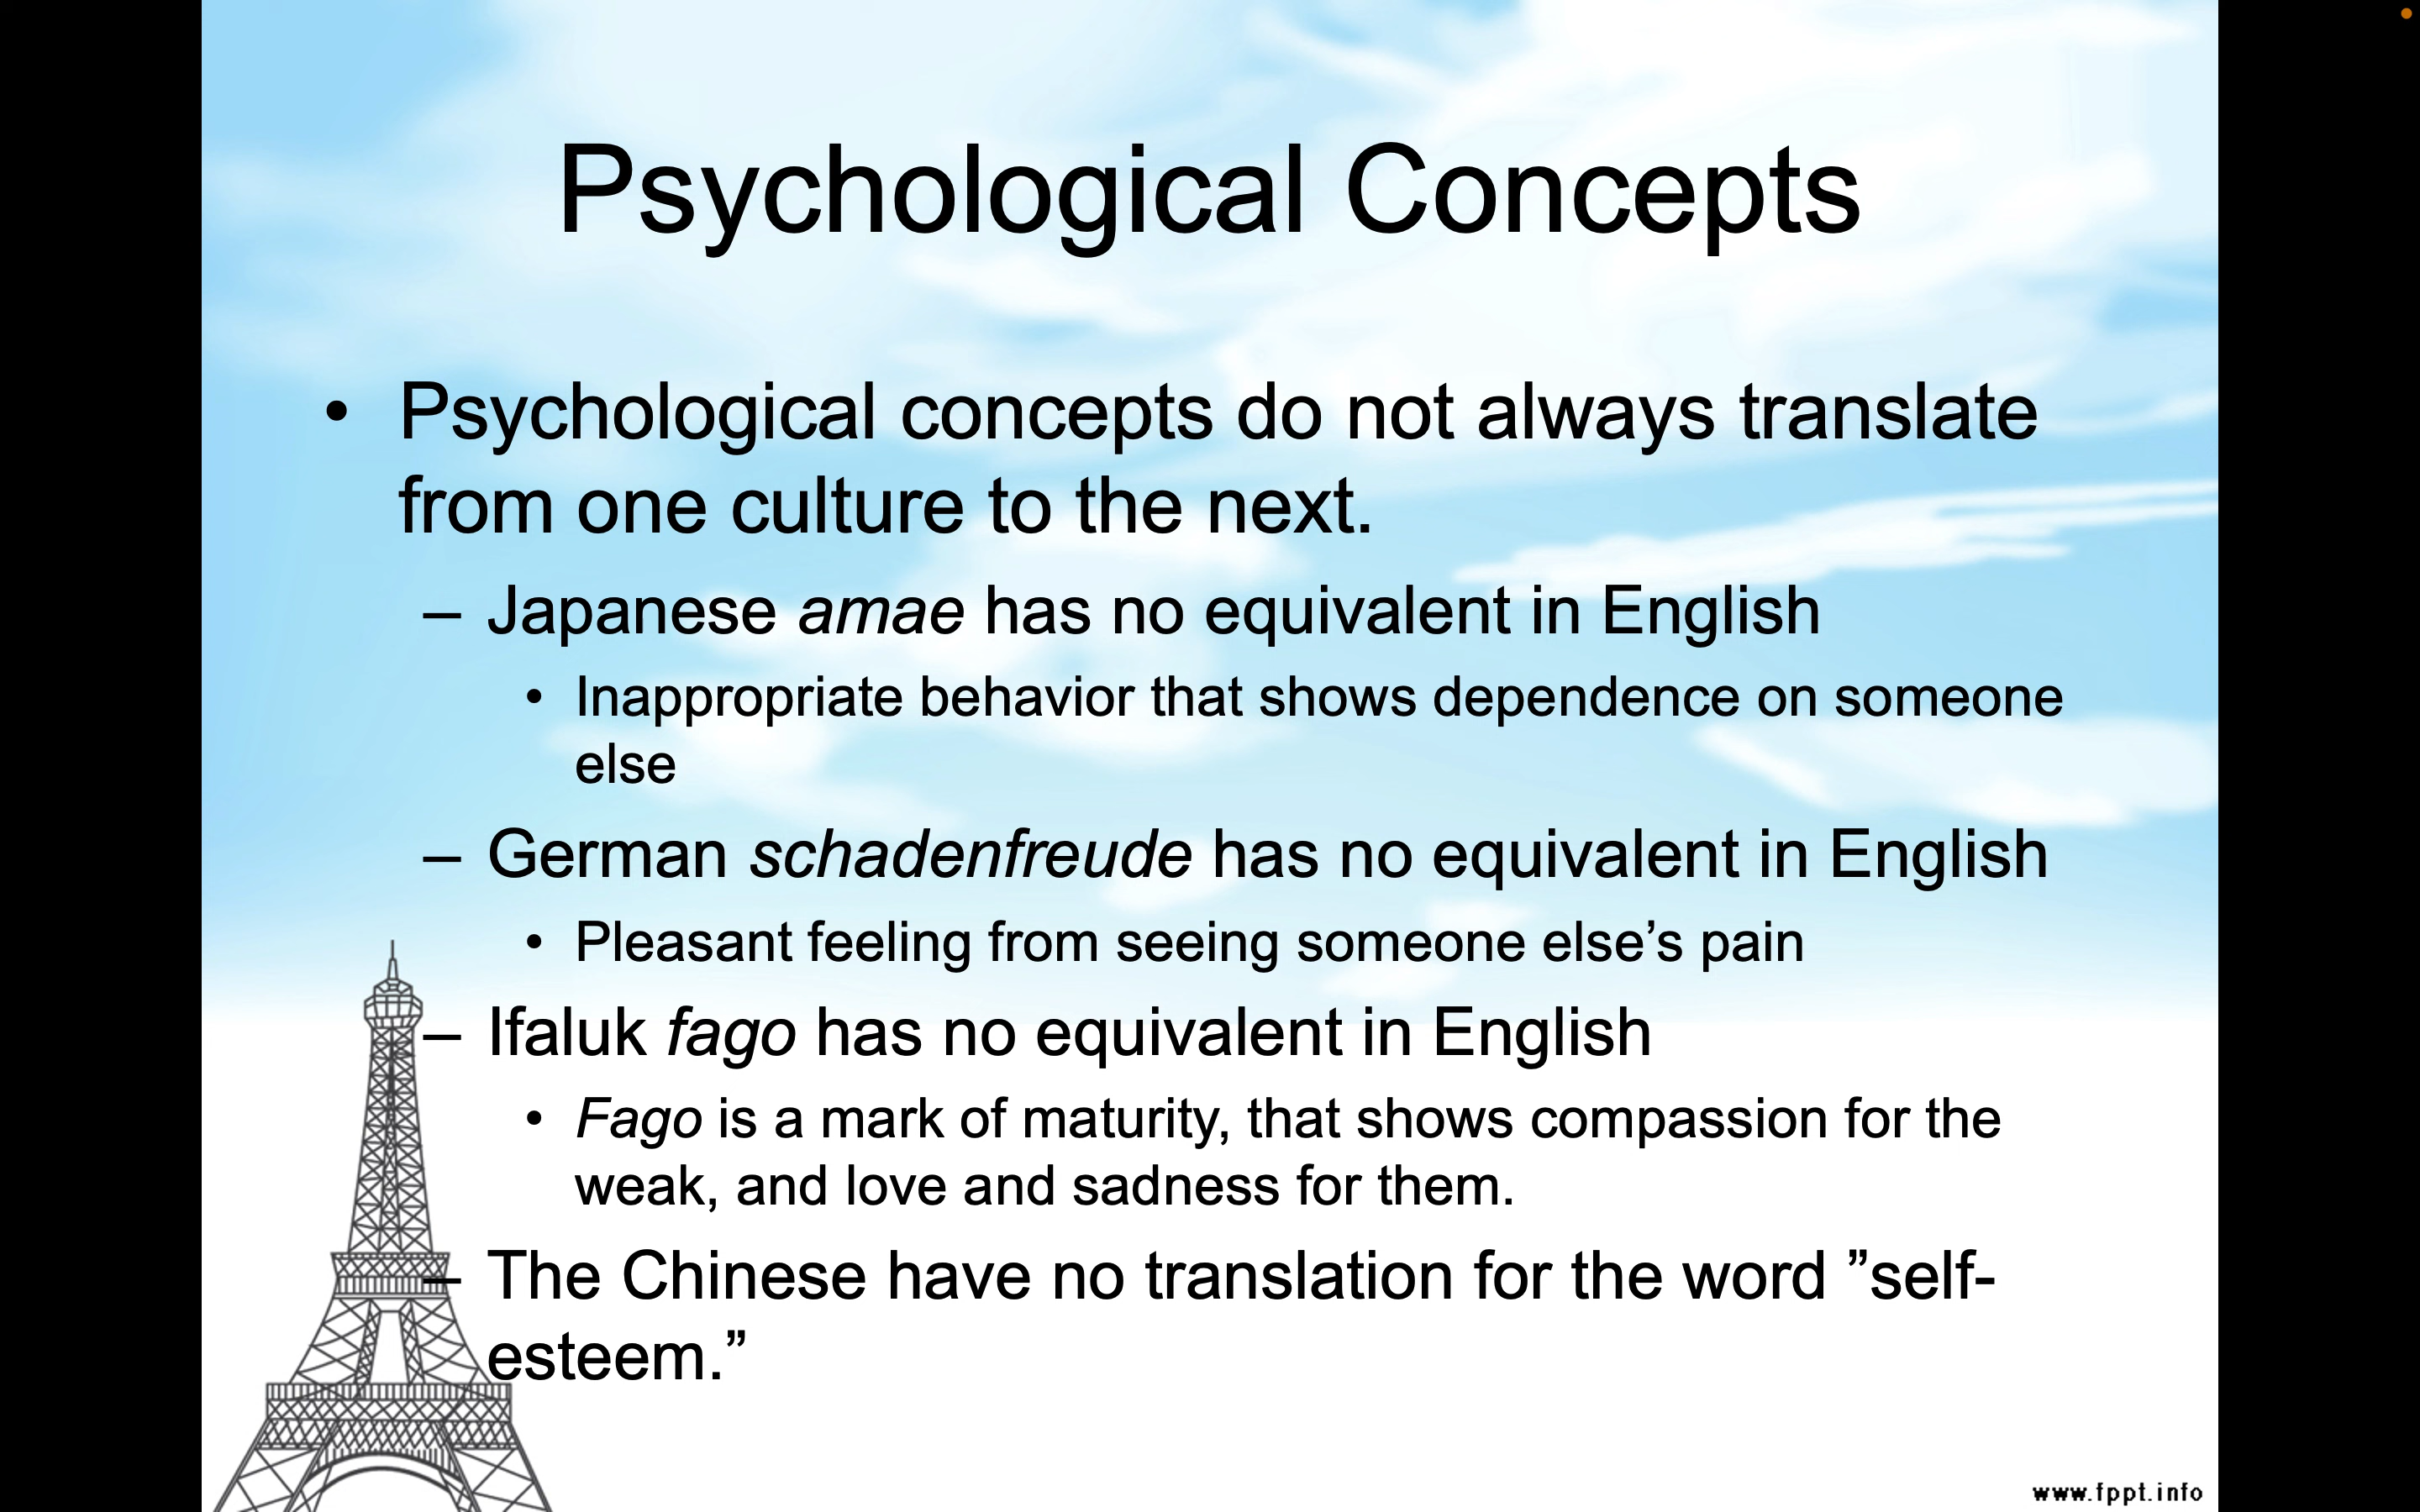 Psychological Concepts
• Psychological concepts do not always translate
from one culture to the next.
– Japanese amae has no equivalent in English
• Inappropriate behavior that shows dependence on someone
else
– German schadenfreude has no equivalent in English
• Pleasant feeling from seeing someone else’s pain
– Ifaluk fago has no equivalent in English
• Fago is a mark of maturity, that shows compassion for the
weak, and love and sadness for them.
– The Chinese have no translation for the word ”self-
esteem.”
www.fppt.info